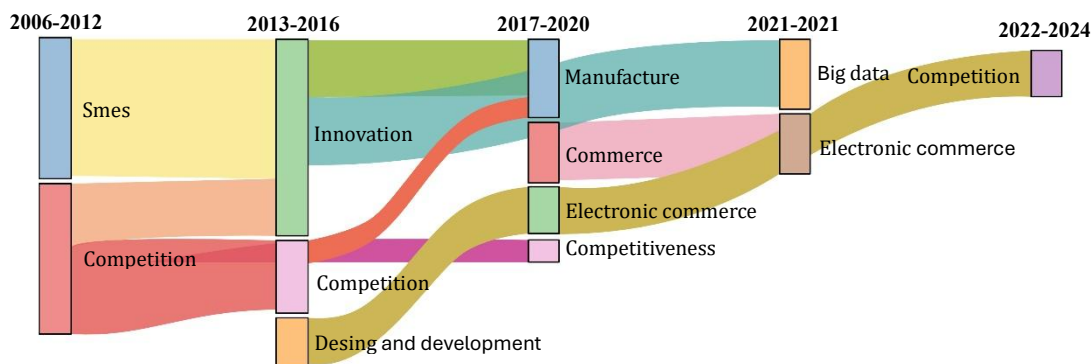 2006-2012
2013-2016
2017-2020
2021-2021
2022-2024
Smes
Competition
Innovation
Competition
Desing and development
Manufacture
Commerce
Electronic commerce
Competitiveness
Big data
Electronic commerce
Competition